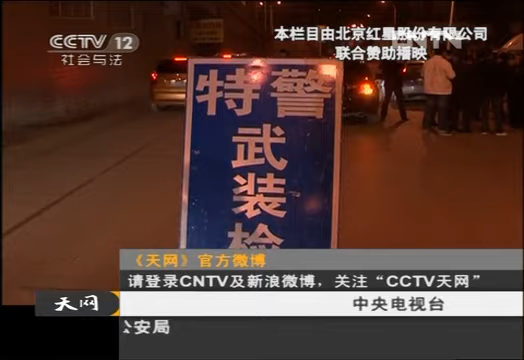 CCTV 12
社会与法
本栏目由北京红星股份有限公司
联合赞助播映
特警
武
装
检
《天网》官方微博
请登录CNTV及新浪微博，关注“CCTV天网”
天网
中央电视台
公安局